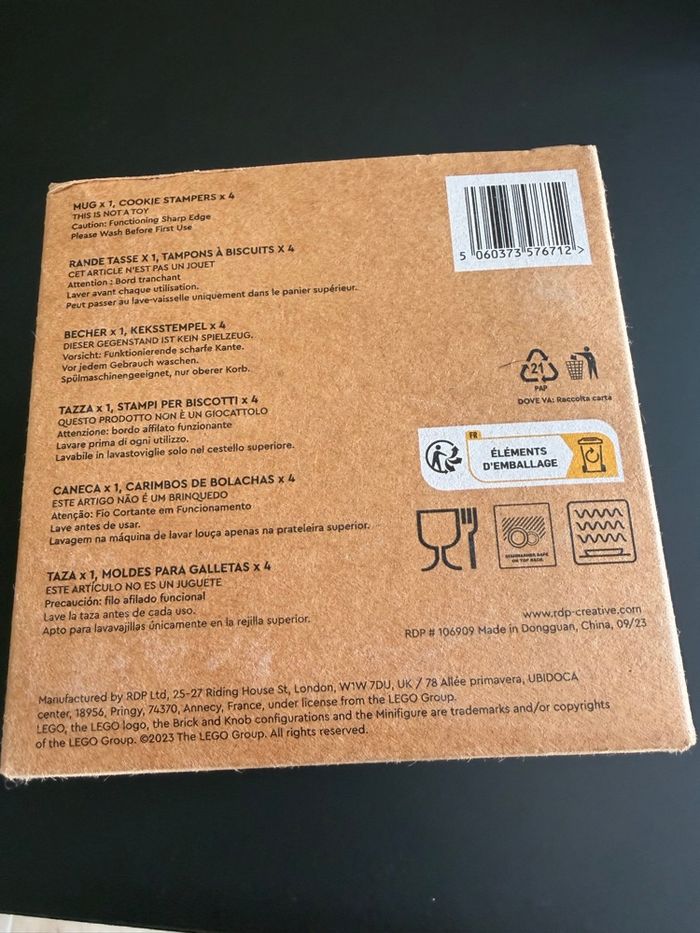 MUG x 1, COOKIE STAMPERS x 4
THIS IS NOT A TOY
Caution: Functioning Sharp Edge
Please Wash Before First Use
RANDE TASSE X 1, TAMPONS À BISCUITS X 4
CET ARTICLE N'EST PAS UN JOUET
Attention : Bord tranchant
Laver avant chaque utilisation.
Peut passer au lave-vaisselle uniquement dans le panier supérieur.
BECHER x 1, KEKSSTEMPEL x 4
DIESER GEGENSTAND IST KEIN SPIELZEUG.
Vorsicht: Funktionierende scharfe Kante.
Vor jedem Gebrauch waschen.
Spülmaschinengeeignet, nur oberer Korb.
TAZZA x 1, STAMPI PER BISCOTTI x 4
QUESTO PRODOTTO NON È UN GIOCATTOLO
Attenzione: bordo affilato funzionante
Lavare prima di ogni utilizzo.
Lavabile in lavastoviglie solo nel cestello superiore.
CANECA x 1, CARIMBOS DE BOLACHAS x 4
ESTE ARTIGO NÃO É UM BRINQUEDO
Atenção: Fio Cortante em Funcionamento
Lave antes de usar.
Lavagem na máquina de lavar louça apenas na prateleira superior.
TAZA x 1, MOLDES PARA GALLETAS x 4
ESTE ARTÍCULO NO ES UN JUGUETE
Precaución: filo afilado funcional
Lave la taza antes de cada uso.
Apto para lavavajillas únicamente en la rejilla superior.
5 060373 576712 >
21
PAP
DOVE VA: Raccolta carta
FR
ÉLÉMENTS
D'EMBALLAGE
DISHWASHER SAFE
ON TOP RACK
www.rdp-creative.com
RDP # 106909 Made in Dongguan, China, 09/23
Manufactured by RDP Ltd, 25-27 Riding House St, London, W1W 7DU, UK / 78 Allée primavera, UBIDOCA
center, 18956, Pringy, 74370, Annecy, France, under license from the LEGO Group.
LEGO, the LEGO logo, the Brick and Knob configurations and the Minifigure are trademarks and/or copyrights
of the LEGO Group. ©2023 The LEGO Group. All rights reserved.